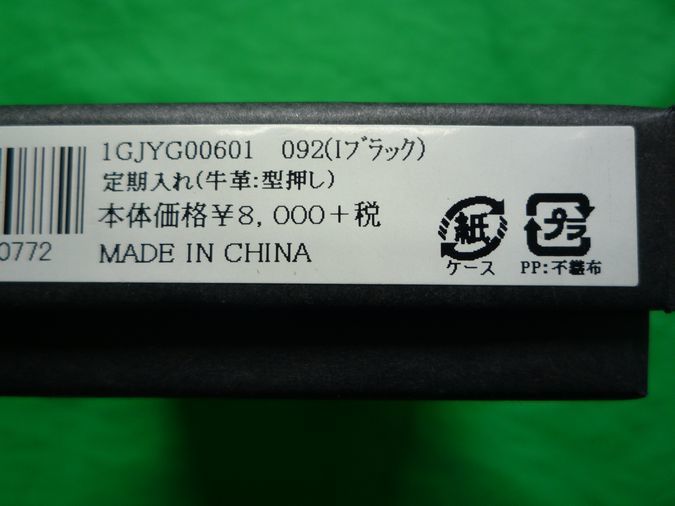 1GJYG00601 092(Iブラック)
定期入れ(牛革:型押し)
本体価格¥8,000+税
0772 MADE IN CHINA
紙 プラ
ケース PP:不織布